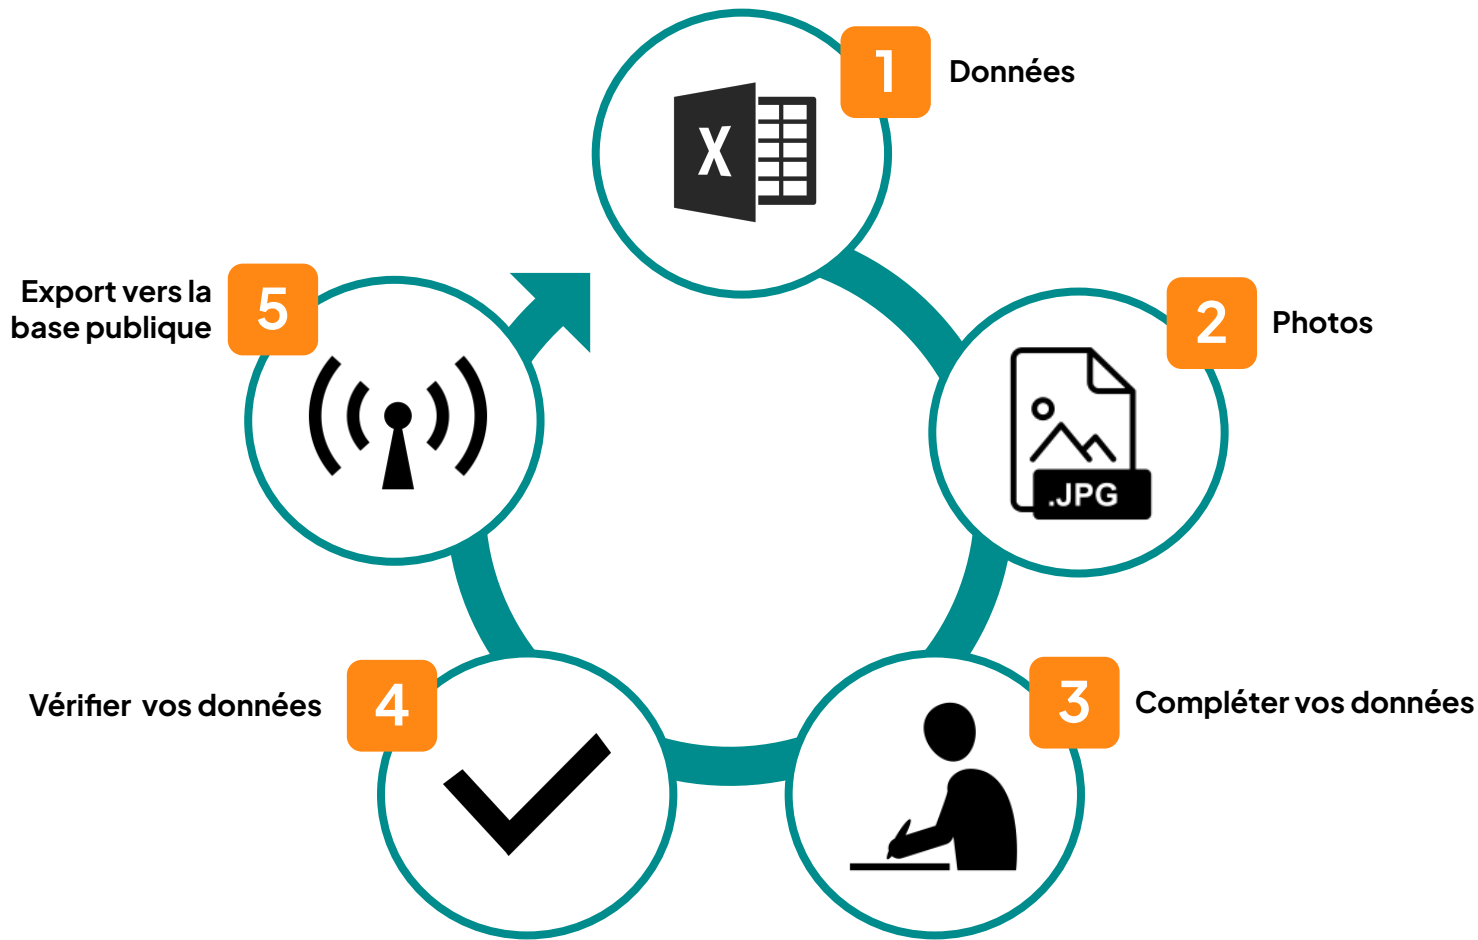 1
Données
X
2
Photos
.JPG
3
Compléter vos données
4
Vérifier vos données
5
Export vers la
base publique